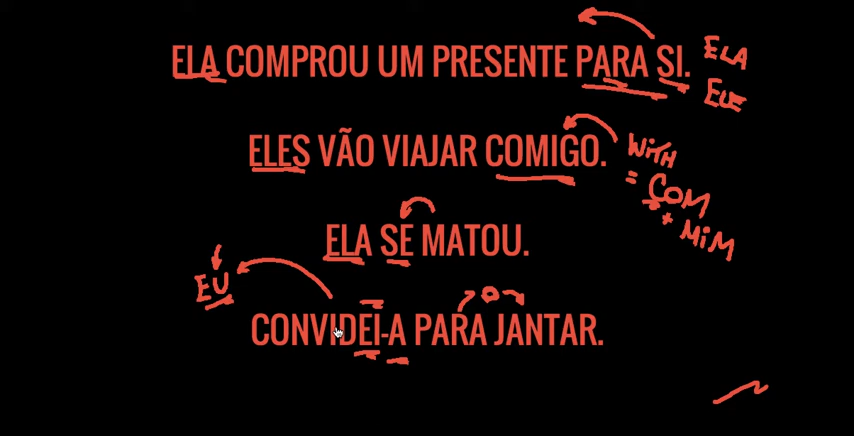 ELA COMPROU UM PRESENTE PARA SI.
ELA
ELE
ELES VÃO VIAJAR COMIGO.
WITH
= COM
+ MIM
ELA SE MATOU.
EU
CONVIDEI-A PARA JANTAR.